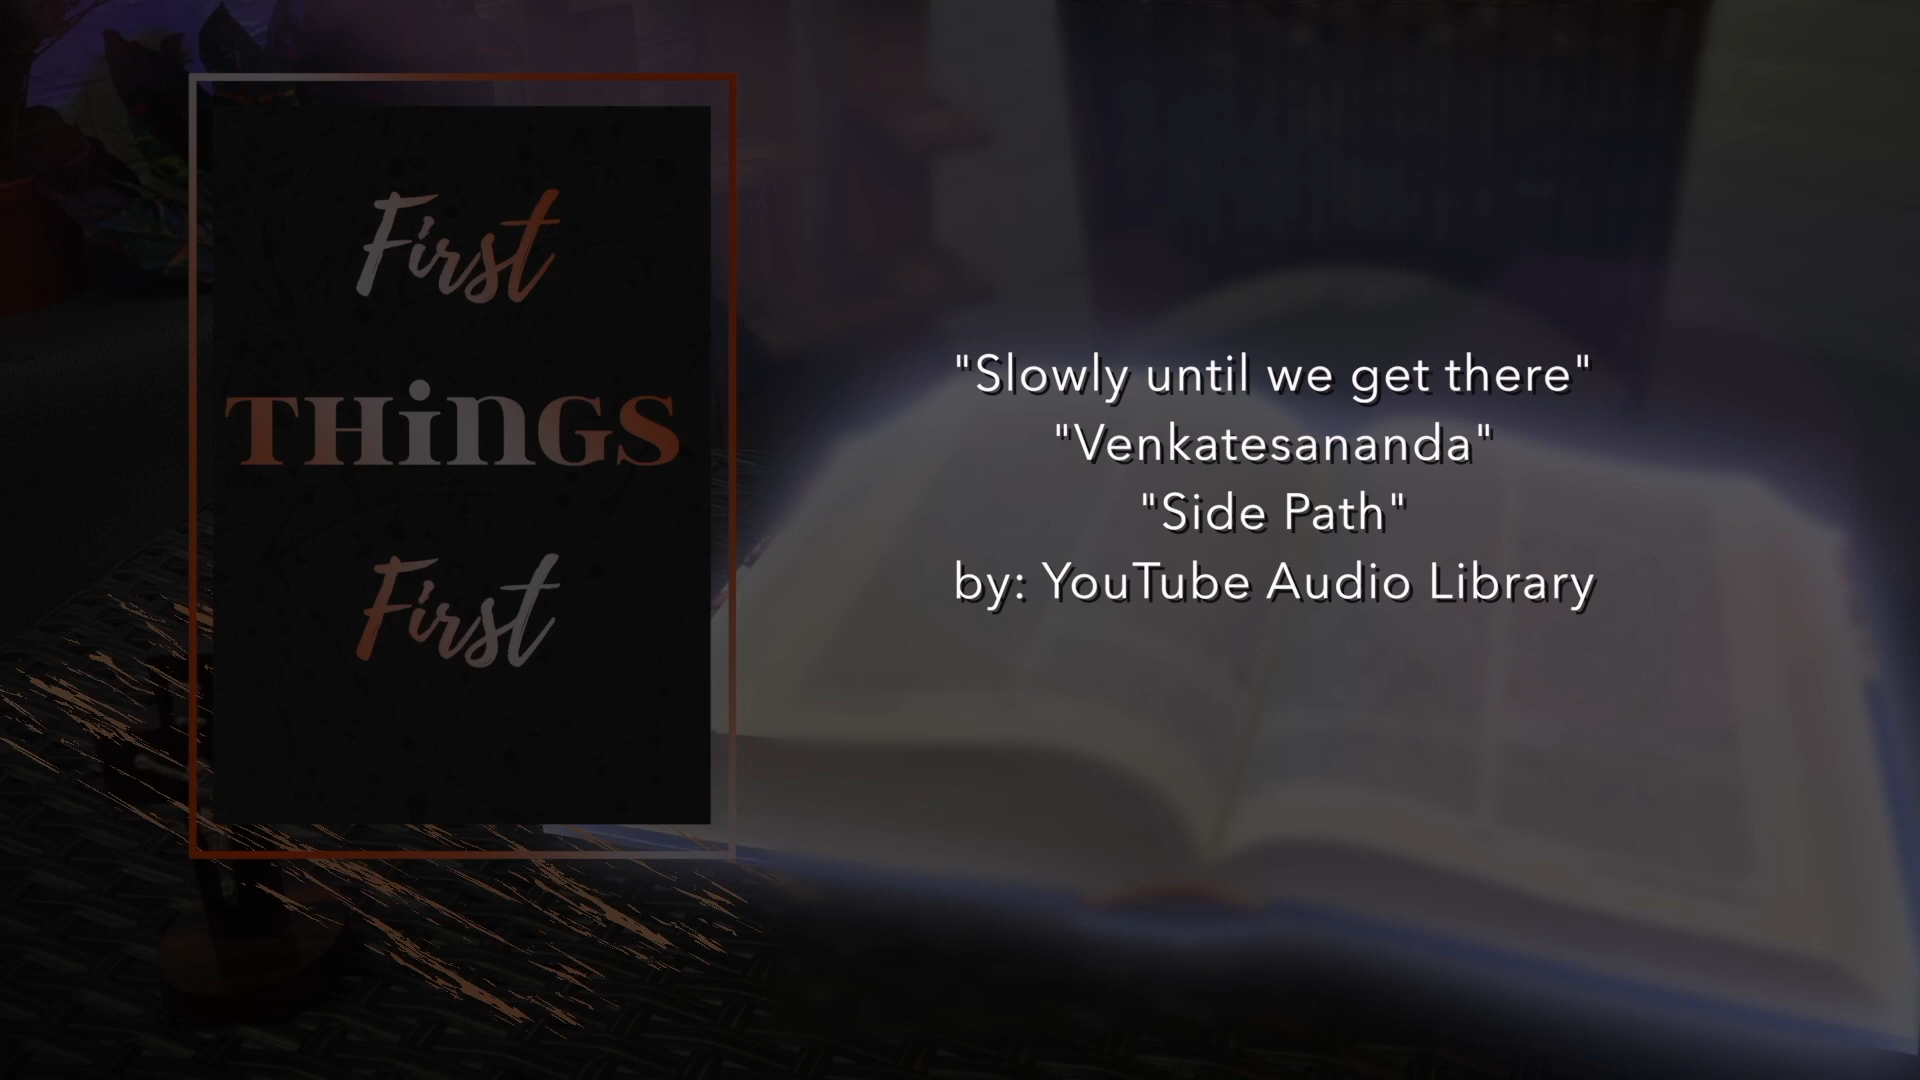 First
THiNGS
First
"Slowly until we get there"
"Venkatesananda"
"Side Path"
by: YouTube Audio Library